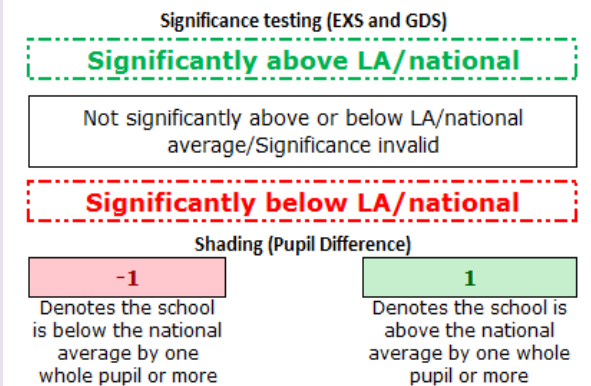 Significance testing (EXS and GDS)
Significantly above LA/national
Not significantly above or below LA/national
average/Significance invalid
Significantly below LA/national
Shading (Pupil Difference)
-1
Denotes the school
is below the national
average by one
whole pupil or more
1
Denotes the school is
above the national
average by one whole
pupil or more